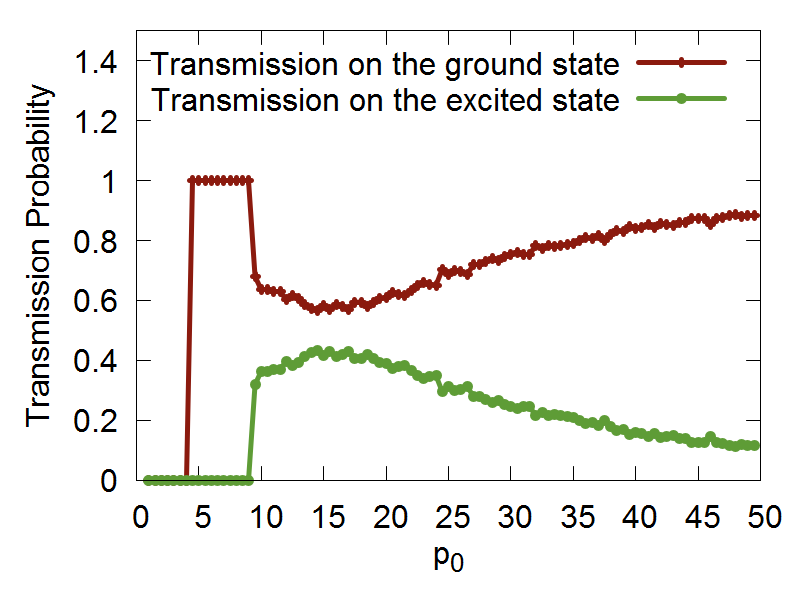 1.4
1.2
1
0.8
0.6
0.4
0.2
0
Transmission Probability
Transmission on the ground state
Transmission on the excited state
0 5 10 15 20 25 30 35 40 45 50
p0